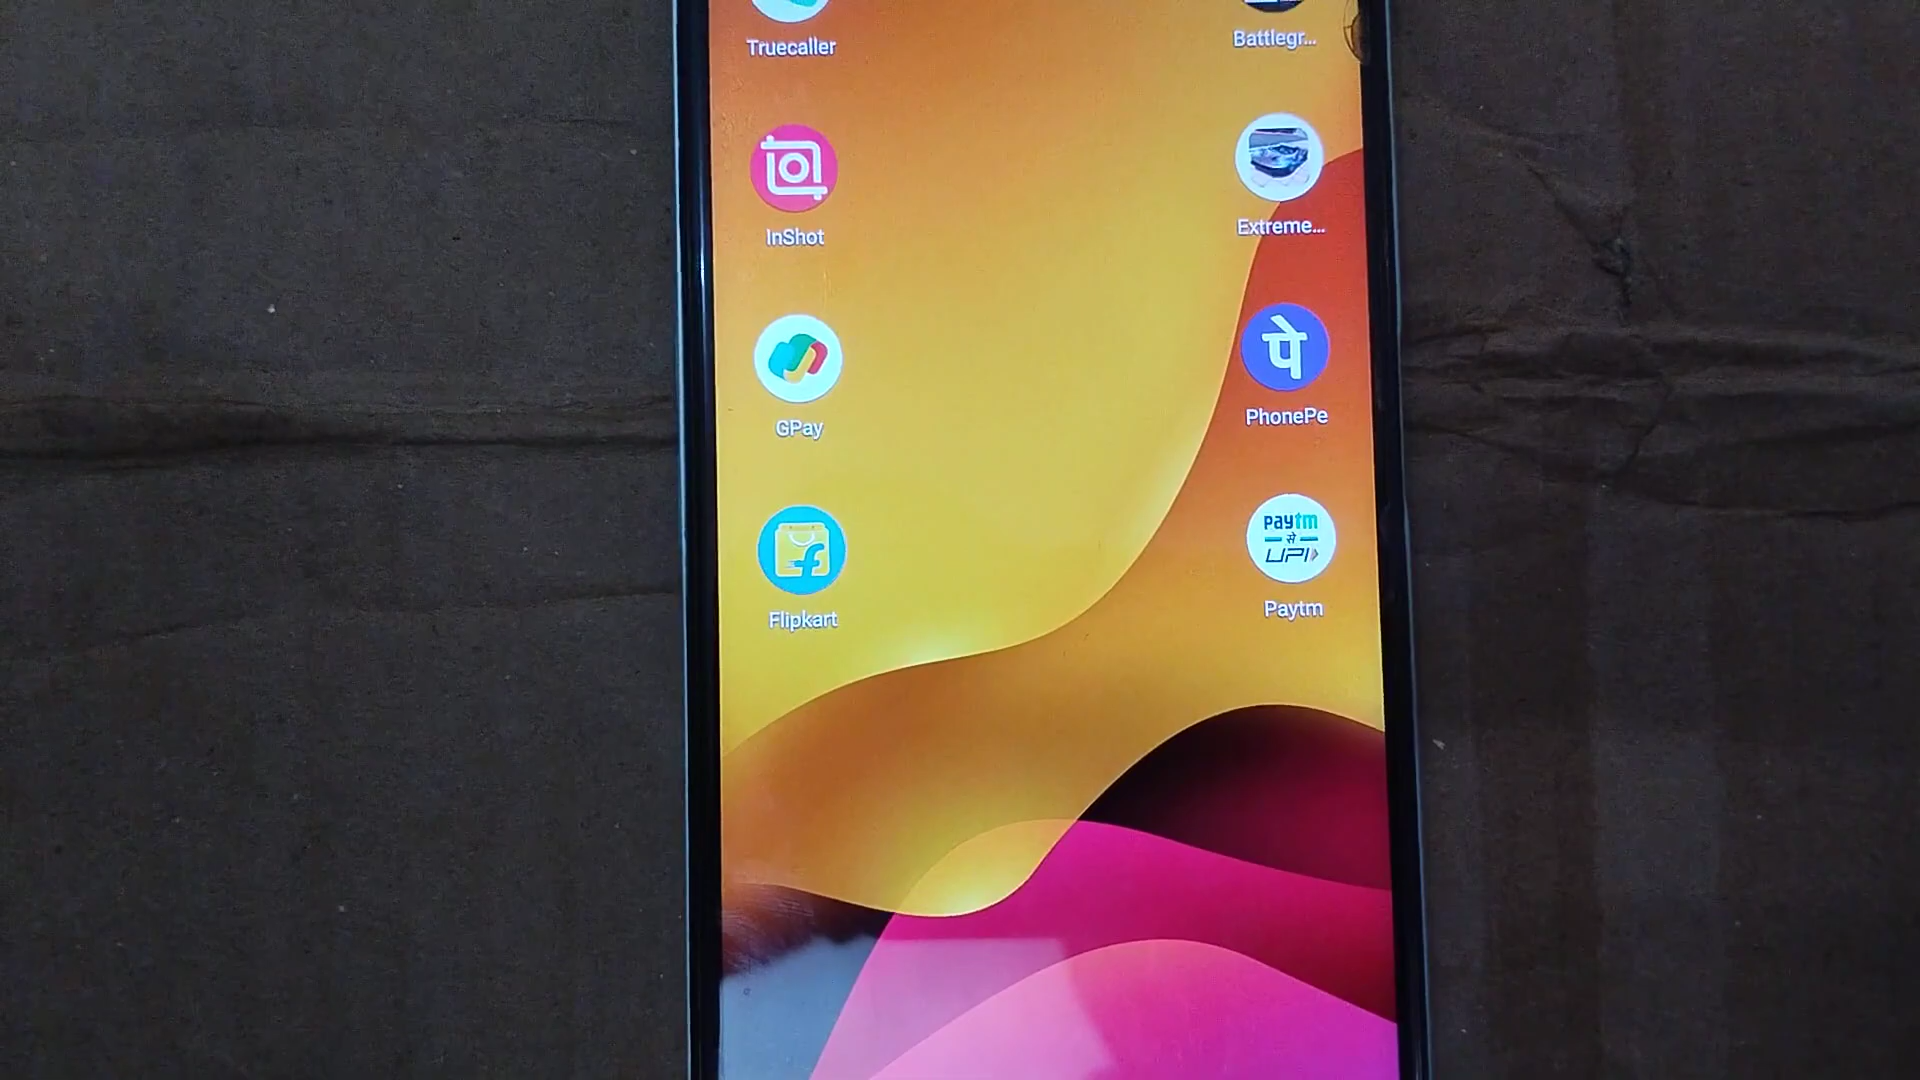 Truecaller
Battlegr...
InShot
Extreme...
GPay
पे
PhonePe
f
Flipkart
paytm
से
UPI
Paytm